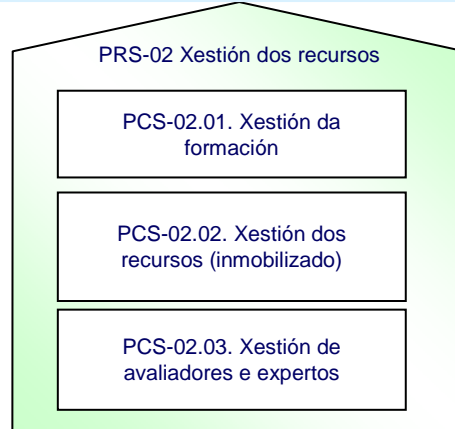 PRS-02 Xestión dos recursos
PCS-02.01. Xestión da
formación
PCS-02.02. Xestión dos
recursos (inmobilizado)
PCS-02.03. Xestión de
avaliadores e expertos